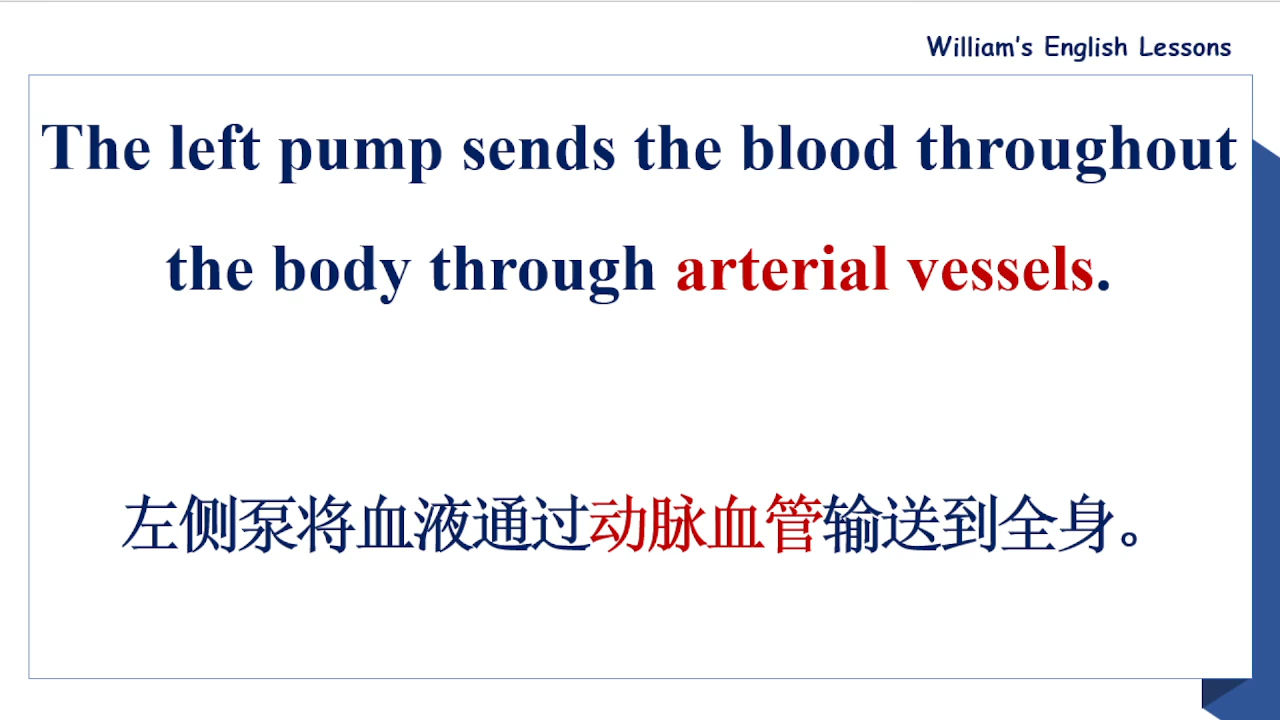 William's English Lessons
The left pump sends the blood throughout
the body through arterial vessels.
左侧泵将血液通过动脉血管输送到全身。